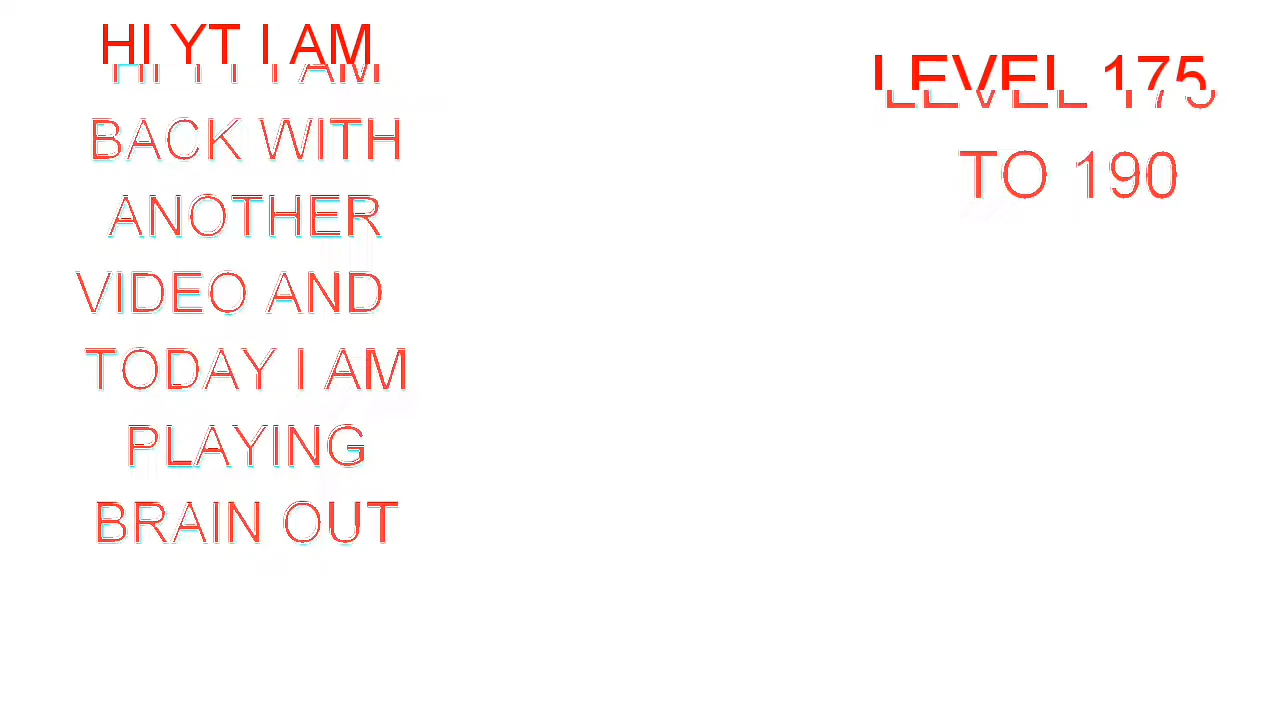 HI YT I AM
BACK WITH
ANOTHER
VIDEO AND
TODAY I AM
PLAYING
BRAIN OUT
LEVEL 175
TO 190